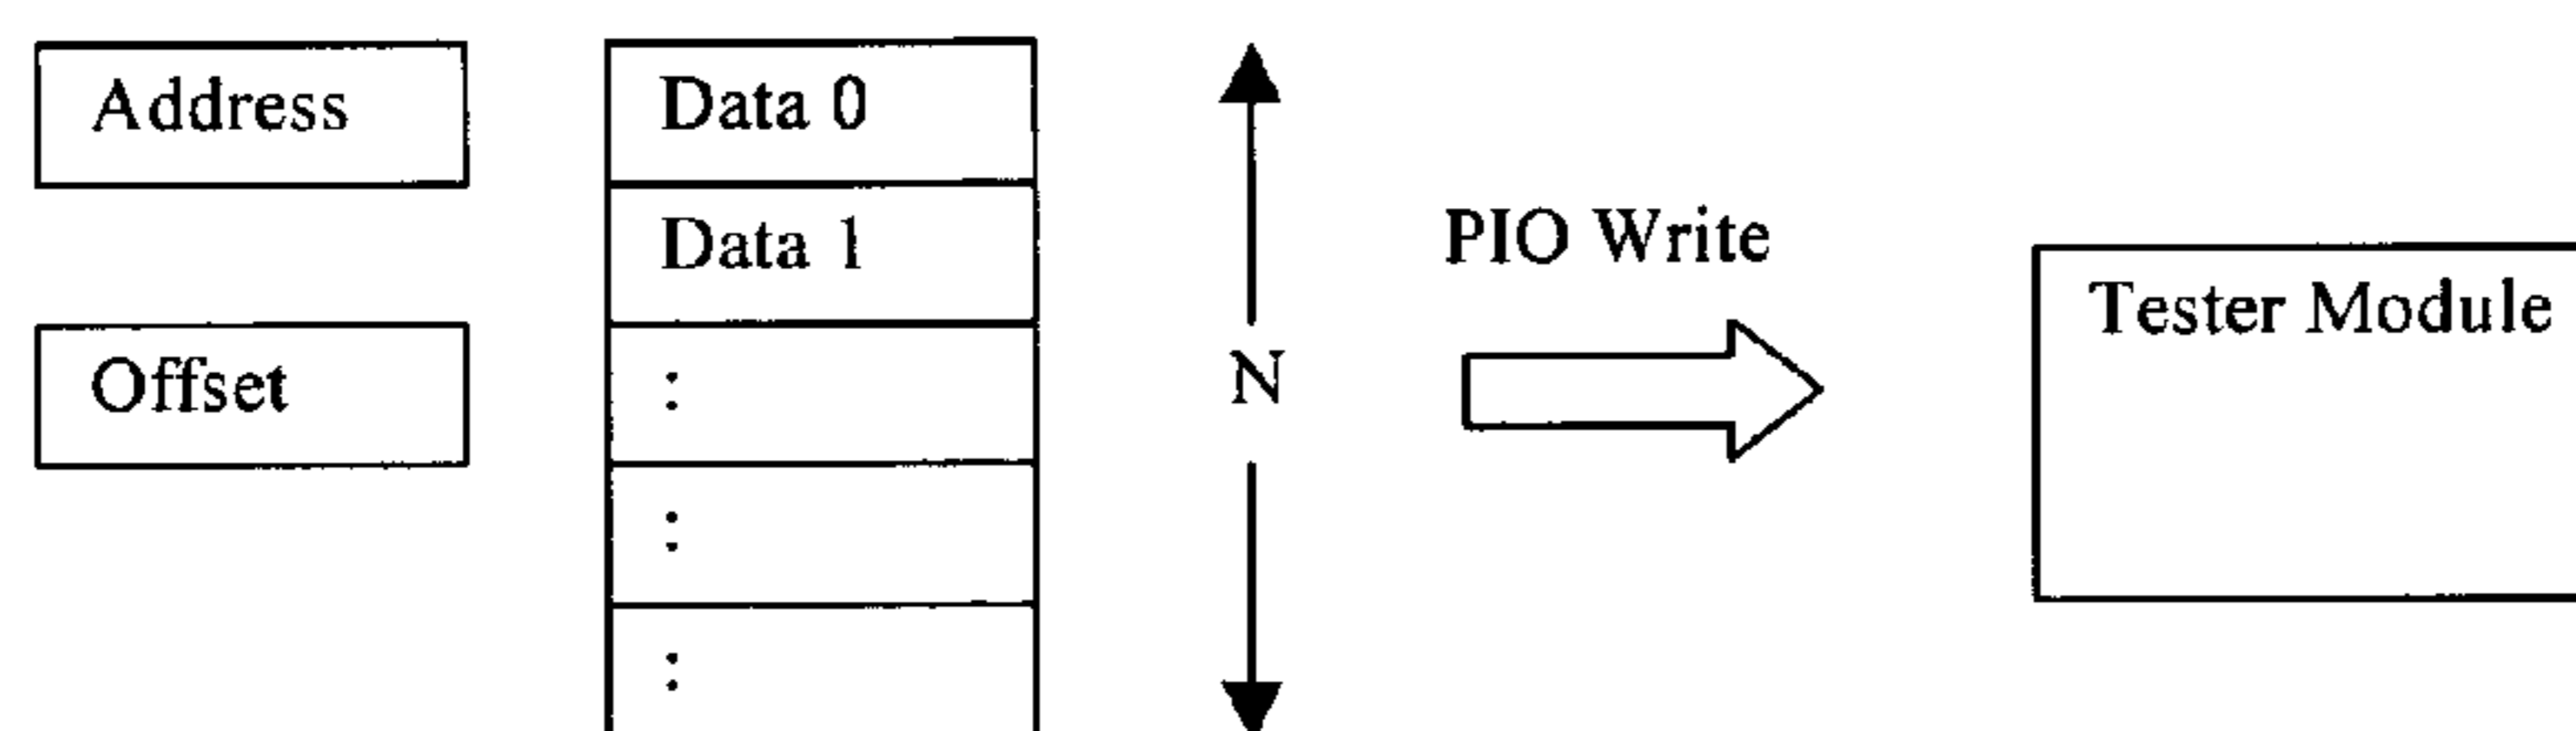 Address
Offset
Data 0
Data 1
:
:
:
N
PIO Write
Tester Module